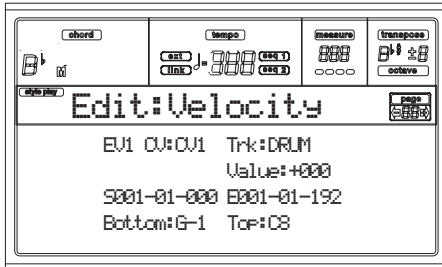 chord tempo measure transpose
ext seq 1
link seq 2
octave
style play Edit:Velocity page
EV1 CV:CV1 Trk:DRUM
Value:+000
S001-01-000 E001-01-192
Bottom:G-1 Top:C8